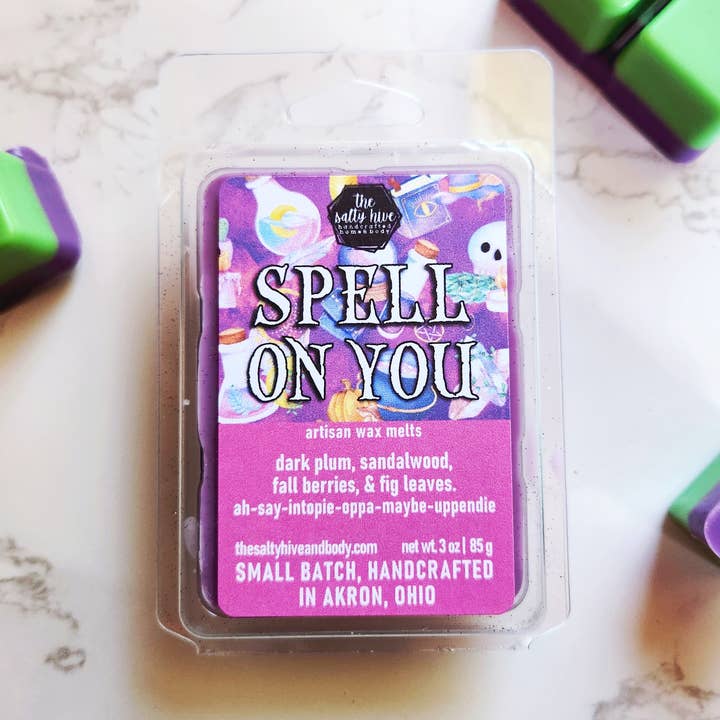 the
salty hive
handcrafted
home & body
SPELL
ON YOU
artisan wax melts
dark plum, sandalwood,
fall berries, & fig leaves.
ah-say-intopie-oppa-maybe-uppendie
thesaltyhiveandbody.com net wt. 3 oz | 85 g
SMALL BATCH, HANDCRAFTED
IN AKRON, OHIO